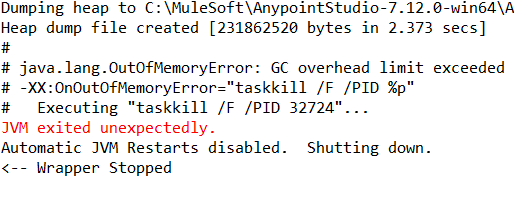 Dumping heap to C:\MuleSoft\AnypointStudio-7.12.0-win64\A
Heap dump file created [231862520 bytes in 2.373 secs]
#
# java.lang.OutOfMemoryError: GC overhead limit exceeded
# -XX:OnOutOfMemoryError="taskkill /F /PID %p"
#   Executing "taskkill /F /PID 32724"...
JVM exited unexpectedly.
Automatic JVM Restarts disabled.  Shutting down.
<-- Wrapper Stopped